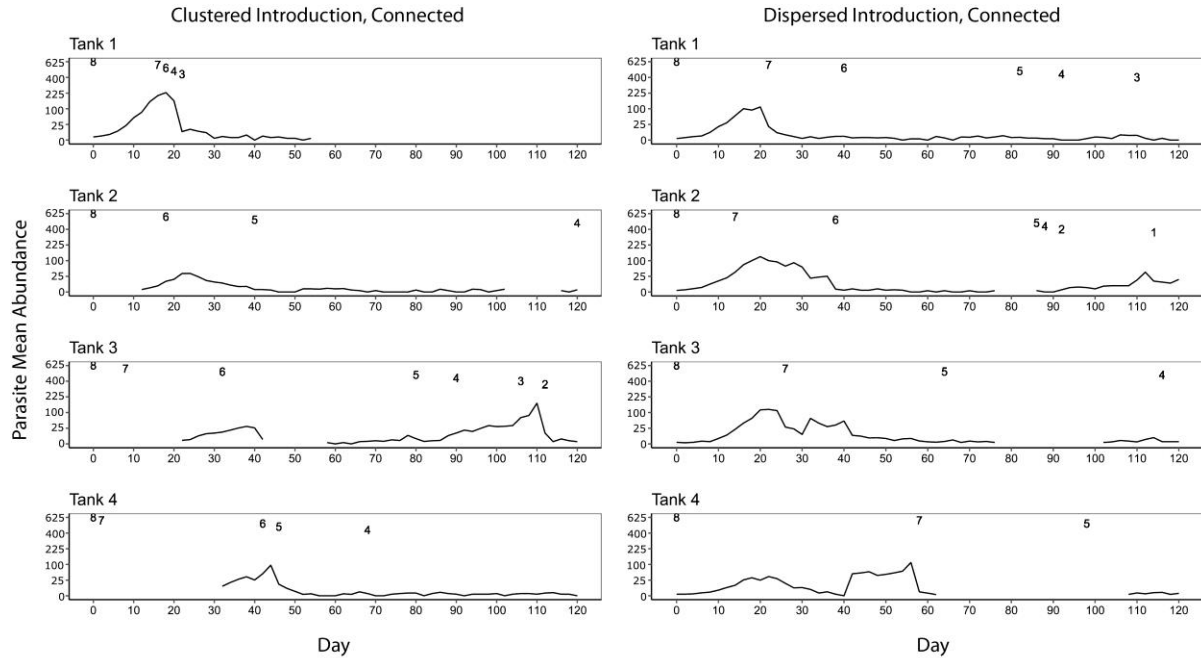 Clustered Introduction, Connected
Dispersed Introduction, Connected
Parasite Mean Abundance
Tank 1
625
400
225
100
25
0
8 7 6 4 3
0 10 20 30 40 50 60 70 80 90 100 110 120
Tank 2
625
400
225
100
25
0
8 6 5 4
0 10 20 30 40 50 60 70 80 90 100 110 120
Tank 3
625
400
225
100
25
0
8 7 6 5 4 3 2
0 10 20 30 40 50 60 70 80 90 100 110 120
Tank 4
625
400
225
100
25
0
8 7 6 5 4
0 10 20 30 40 50 60 70 80 90 100 110 120
Day
Tank 1
625
400
225
100
25
0
8 7 6 5 4 3
0 10 20 30 40 50 60 70 80 90 100 110 120
Tank 2
625
400
225
100
25
0
8 7 6 5 4 2 1
0 10 20 30 40 50 60 70 80 90 100 110 120
Tank 3
625
400
225
100
25
0
8 7 6 5 4
0 10 20 30 40 50 60 70 80 90 100 110 120
Tank 4
625
400
225
100
25
0
8 7 5
0 10 20 30 40 50 60 70 80 90 100 110 120
Day